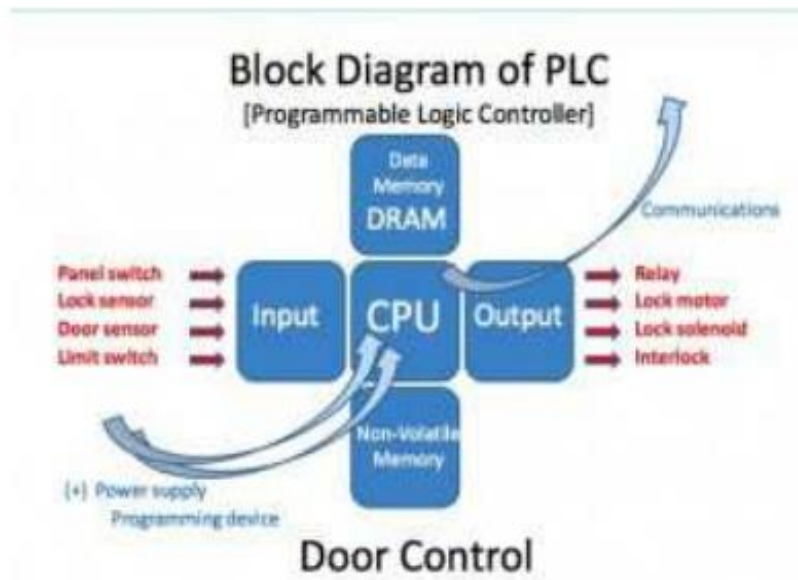 Block Diagram of PLC
[Programmable Logic Controller]
Data
Memory
DRAM
Communications
Panel switch
Lock sensor
Door sensor
Limit switch
Input
CPU
Output
Relay
Lock motor
Lock solenoid
Interlock
Non-Volatile
Memory
(+) Power supply
Programming device
Door Control